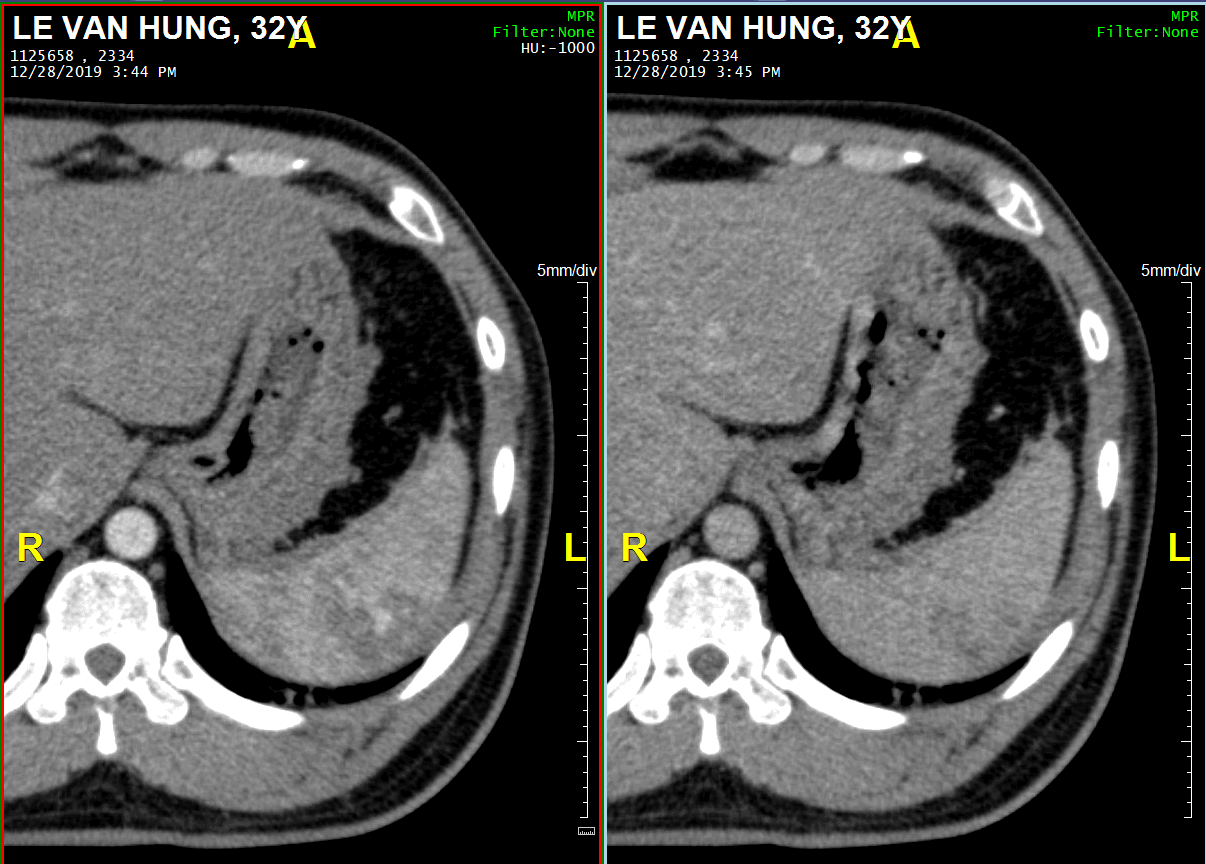 LE VAN HUNG, 32Y
A
MPR
Filter:None
HU:-1000
1125658 , 2334
12/28/2019 3:44 PM
5mm/div
R
L
LE VAN HUNG, 32Y
A
MPR
Filter:None
1125658 , 2334
12/28/2019 3:45 PM
5mm/div
R
L